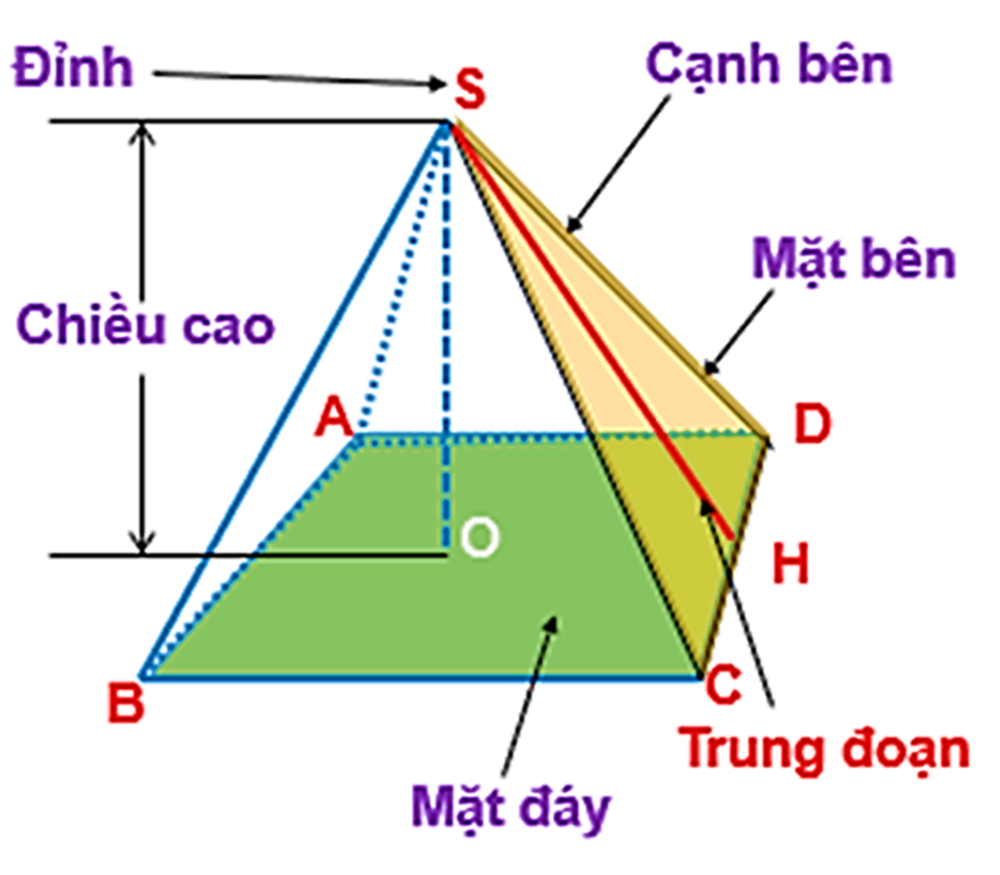 Đỉnh
S
Cạnh bên
Mặt bên
Chiều cao
A
D
O
H
B
C
Trung đoạn
Mặt đáy